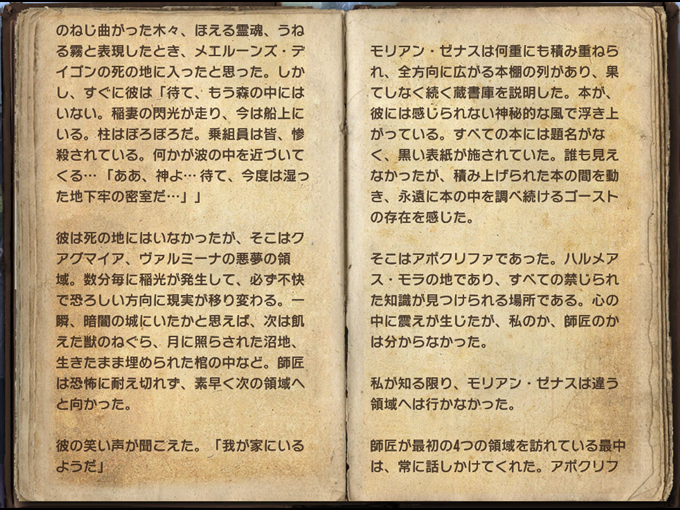 のねじ曲がった木々、ほえる霊魂、うね
る霧と表現したとき、メエルーンズ・デ
イゴンの死の地に入ったと思った。しか
し、すぐに彼は「待て、もう森の中には
いない。稲妻の閃光が走り、今は船上に
いる。柱はぼろぼろだ。乗組員は皆、惨
殺されている。何かが波の中を近づいて
くる…「ああ、神よ… 待て、今度は湿っ
た地下牢の密室だ…」」
彼は死の地にはいなかったが、そこはク
アグマイア、ヴァルミーナの悪夢の領
域。数分毎に稲光が発生して、必ず不快
で恐ろしい方向に現実が移り変わる。一
瞬、暗闇の城にいたかと思えば、次は飢
えた獣のねぐら、月に照らされた沼地、
生きたまま埋められた棺の中など。師匠
は恐怖に耐え切れず、素早く次の領域へ
と向かった。
彼の笑い声が聞こえた。「我が家にいる
ようだ」
モリアン・ゼナスは何重にも積み重ねら
れ、全方向に広がる本棚の列があり、果
てしなく続く蔵書庫を説明した。本が、
彼には感じられない神秘的な風で浮き上
がっている。すべての本には題名がな
く、黒い表紙が施されていた。誰も見え
なかったが、積み上げられた本の間を動
き、永遠に本の中を調べ続けるゴースト
の存在を感じた。
そこはアポクリファであった。ハルメア
ス・モラの地であり、すべての禁じられ
た知識が見つけられる場所である。心の
中に震えが生じたが、私のか、師匠のか
は分からなかった。
私が知る限り、モリアン・ゼナスは違う
領域へは行かなかった。
師匠が最初の4つの領域を訪れている最中
は、常に話しかけてくれた。アポクリフ